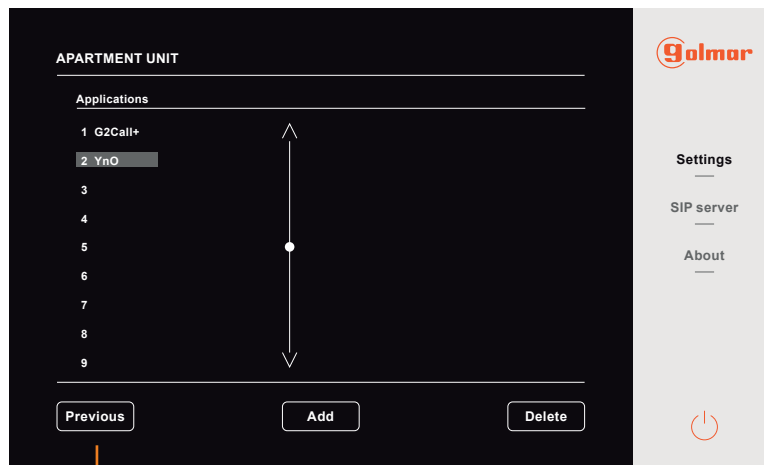 APARTMENT UNIT
Applications
1 G2Call+
2 YnO
3
4
5
6
7
8
9
Previous Add Delete
golmar
Settings
SIP server
About